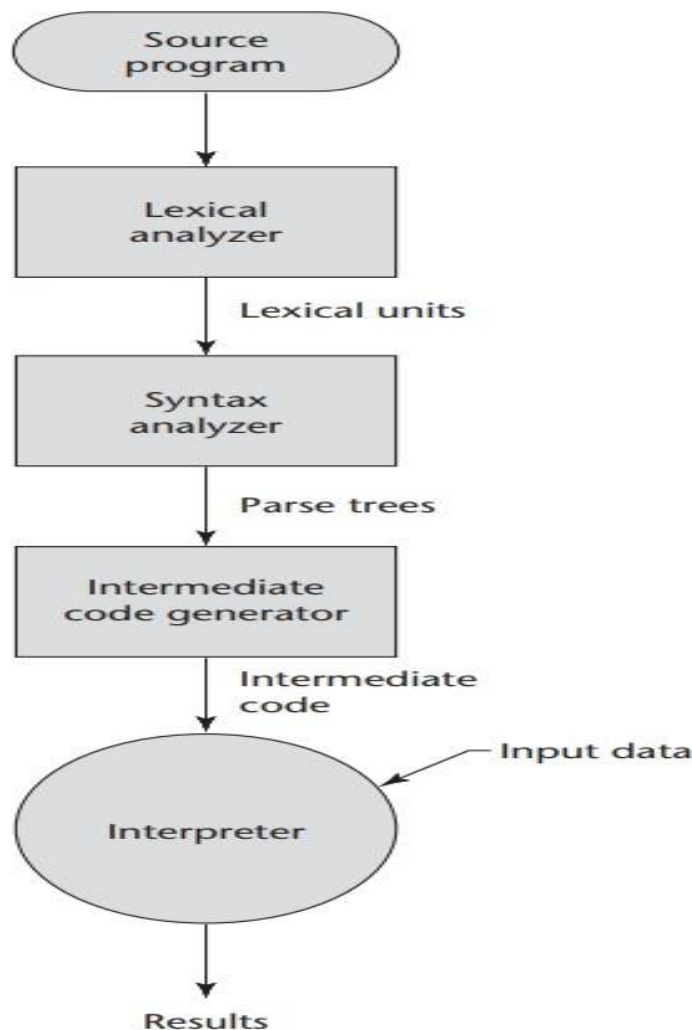 Source
program
Lexical
analyzer
Lexical units
Syntax
analyzer
Parse trees
Intermediate
code generator
Intermediate
code
Input data
Interpreter
Results